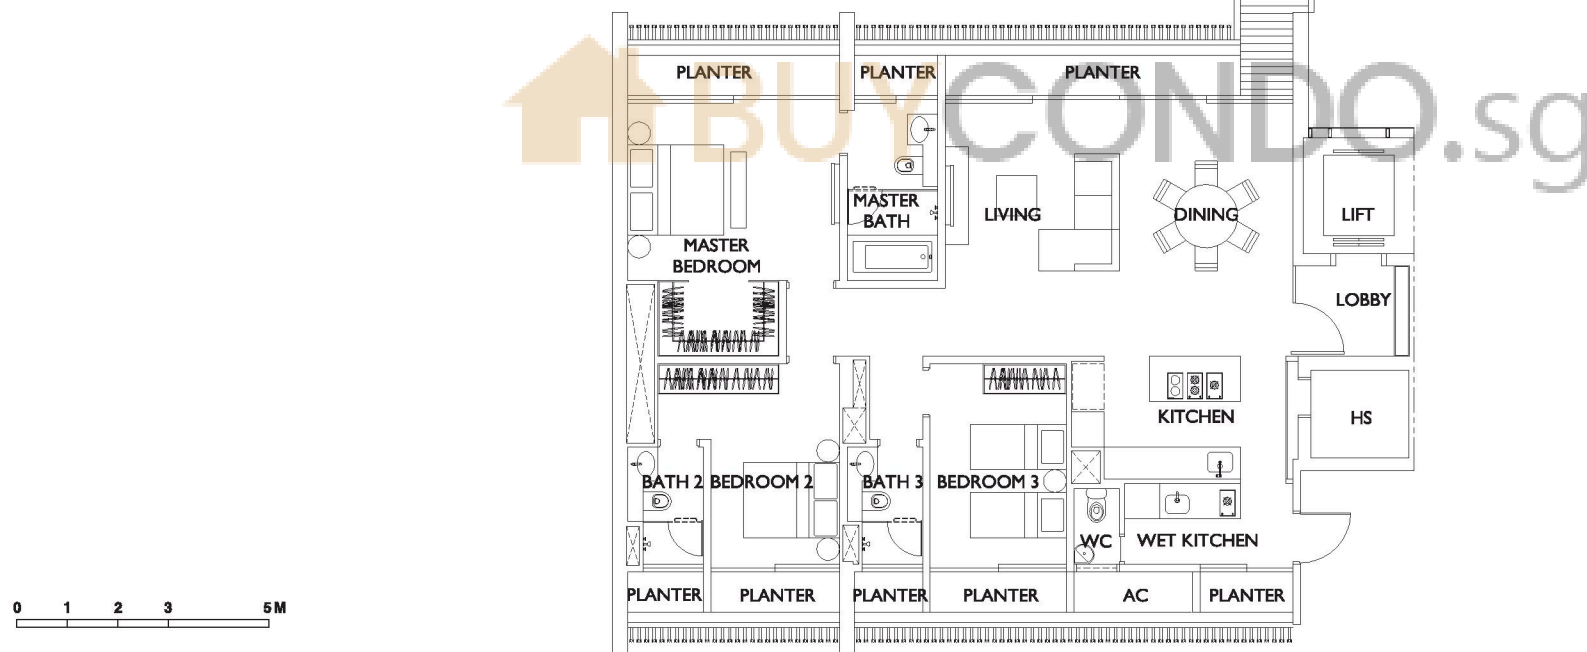 PLANTER
PLANTER
PLANTER
BUYCONDO.sg
MASTER
BATH
LIVING
DINING
LIFT
MASTER
BEDROOM
LOBBY
KITCHEN
HS
BATH 2
BEDROOM 2
BATH 3
BEDROOM 3
WC
WET KITCHEN
PLANTER
PLANTER
PLANTER
PLANTER
AC
PLANTER
0 1 2 3 5 M